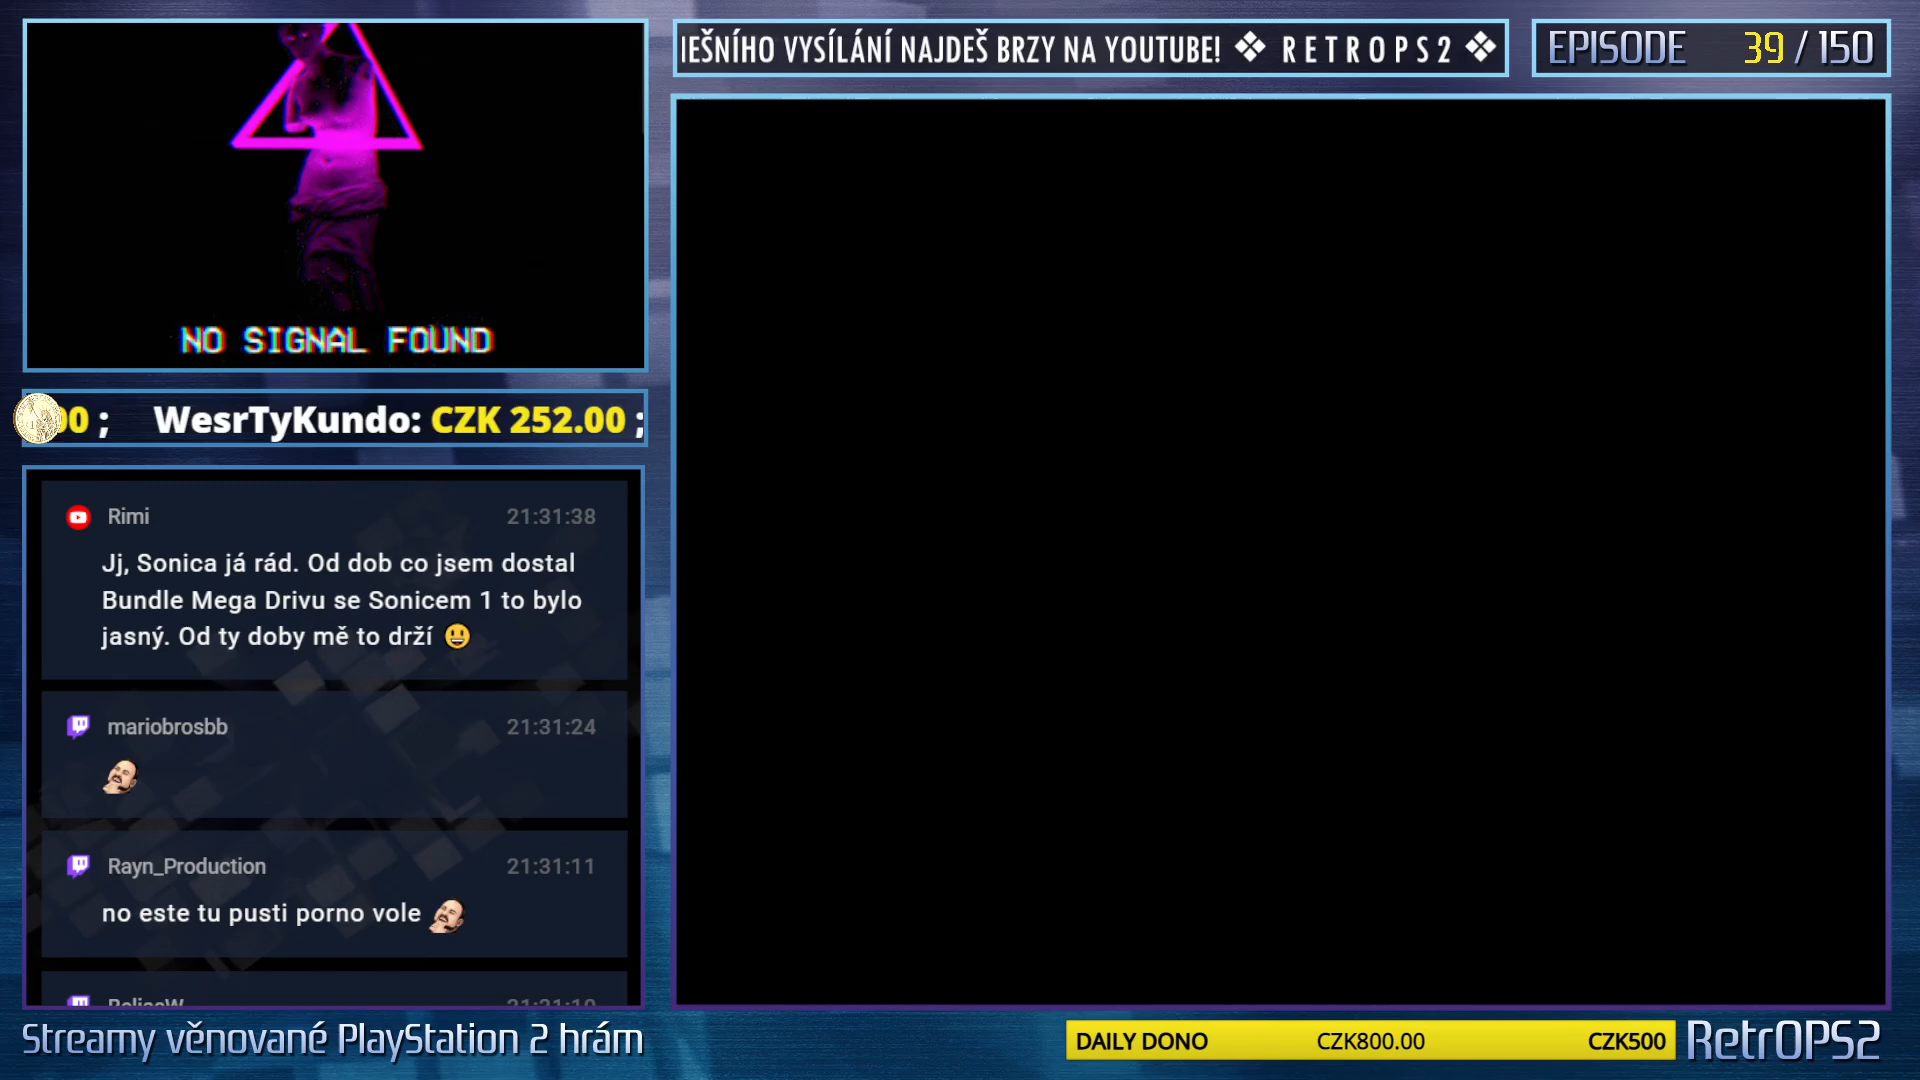 IEŠNÍHO VYSÍLÁNÍ NAJDEŠ BRZY NA YOUTUBE! ❖ R E T R O P S 2 ❖
EPISODE 39 / 150
NO SIGNAL FOUND
00 ; WesrTyKundo: CZK 252.00 ;
Rimi 21:31:38
Jj, Sonica já rád. Od dob co jsem dostal
Bundle Mega Drivu se Sonicem 1 to bylo
jasný. Od ty doby mě to drží 😃
mariobrosbb 21:31:24
Rayn_Production 21:31:11
no este tu pusti porno vole
Streamy věnované PlayStation 2 hrám
DAILY DONO CZK800.00 CZK500
RetrOPS2